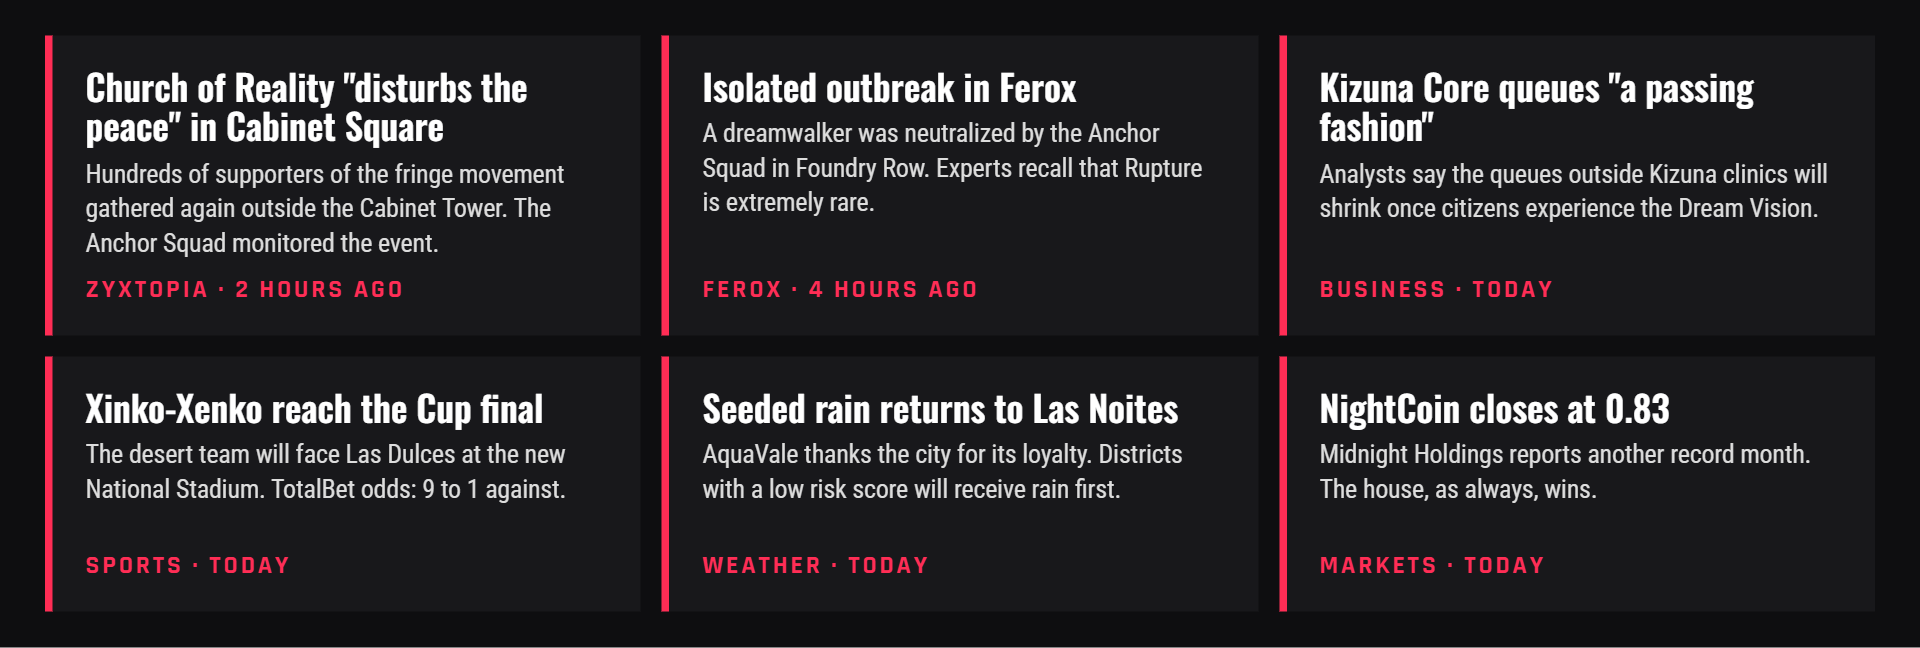 Church of Reality "disturbs the
peace" in Cabinet Square
Hundreds of supporters of the fringe movement
gathered again outside the Cabinet Tower. The
Anchor Squad monitored the event.
ZYXTOPIA · 2 HOURS AGO
Isolated outbreak in Ferox
A dreamwalker was neutralized by the Anchor
Squad in Foundry Row. Experts recall that Rupture
is extremely rare.
FEROX · 4 HOURS AGO
Kizuna Core queues "a passing
fashion"
Analysts say the queues outside Kizuna clinics will
shrink once citizens experience the Dream Vision.
BUSINESS · TODAY
Xinko-Xenko reach the Cup final
The desert team will face Las Dulces at the new
National Stadium. TotalBet odds: 9 to 1 against.
SPORTS · TODAY
Seeded rain returns to Las Noites
AquaVale thanks the city for its loyalty. Districts
with a low risk score will receive rain first.
WEATHER · TODAY
NightCoin closes at 0.83
Midnight Holdings reports another record month.
The house, as always, wins.
MARKETS · TODAY